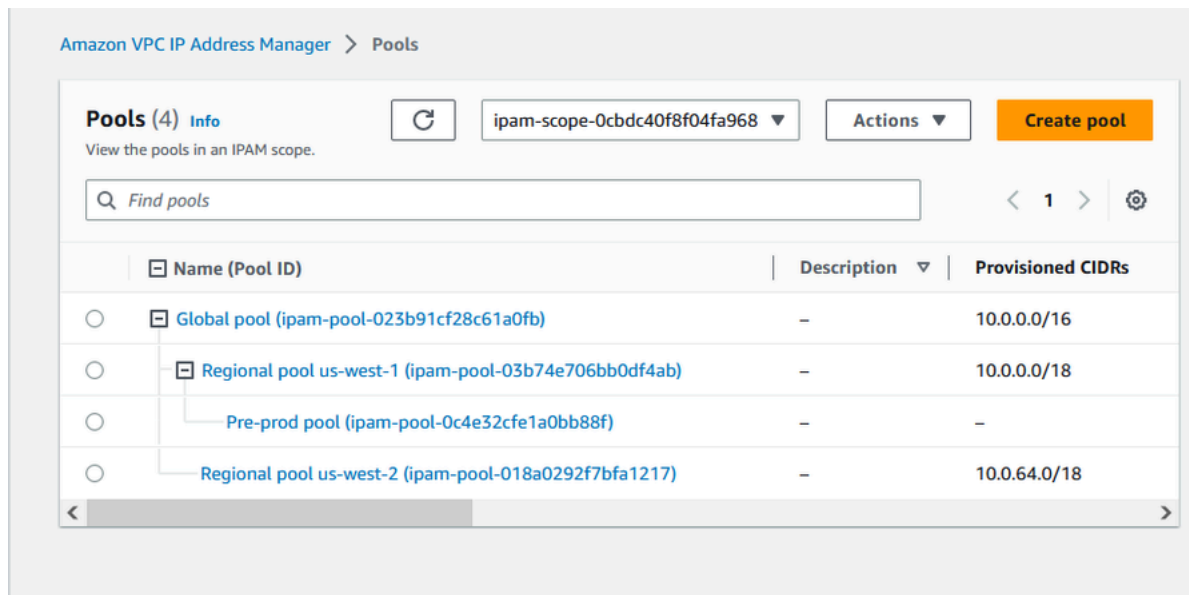 Amazon VPC IP Address Manager > Pools
Pools (4) Info
View the pools in an IPAM scope.
ipam-scope-0cbdc40f8f04fa968 ▼
Actions ▼
Create pool
Find pools
< 1 >
Name (Pool ID) Description Provisioned CIDRs
Global pool (ipam-pool-023b91cf28c61a0fb) – 10.0.0.0/16
Regional pool us-west-1 (ipam-pool-03b74e706bb0df4ab) – 10.0.0.0/18
Pre-prod pool (ipam-pool-0c4e32cfe1a0bb88f) – –
Regional pool us-west-2 (ipam-pool-018a0292f7bfa1217) – 10.0.64.0/18